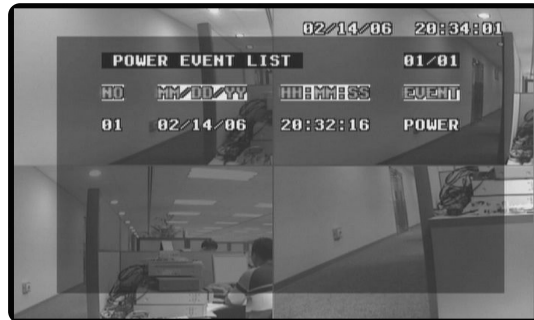 02/14/06 20:34:01
POWER EVENT LIST 01/01
NO MM/DD/YY HH:MM:SS EVENT
01 02/14/06 20:32:16 POWER